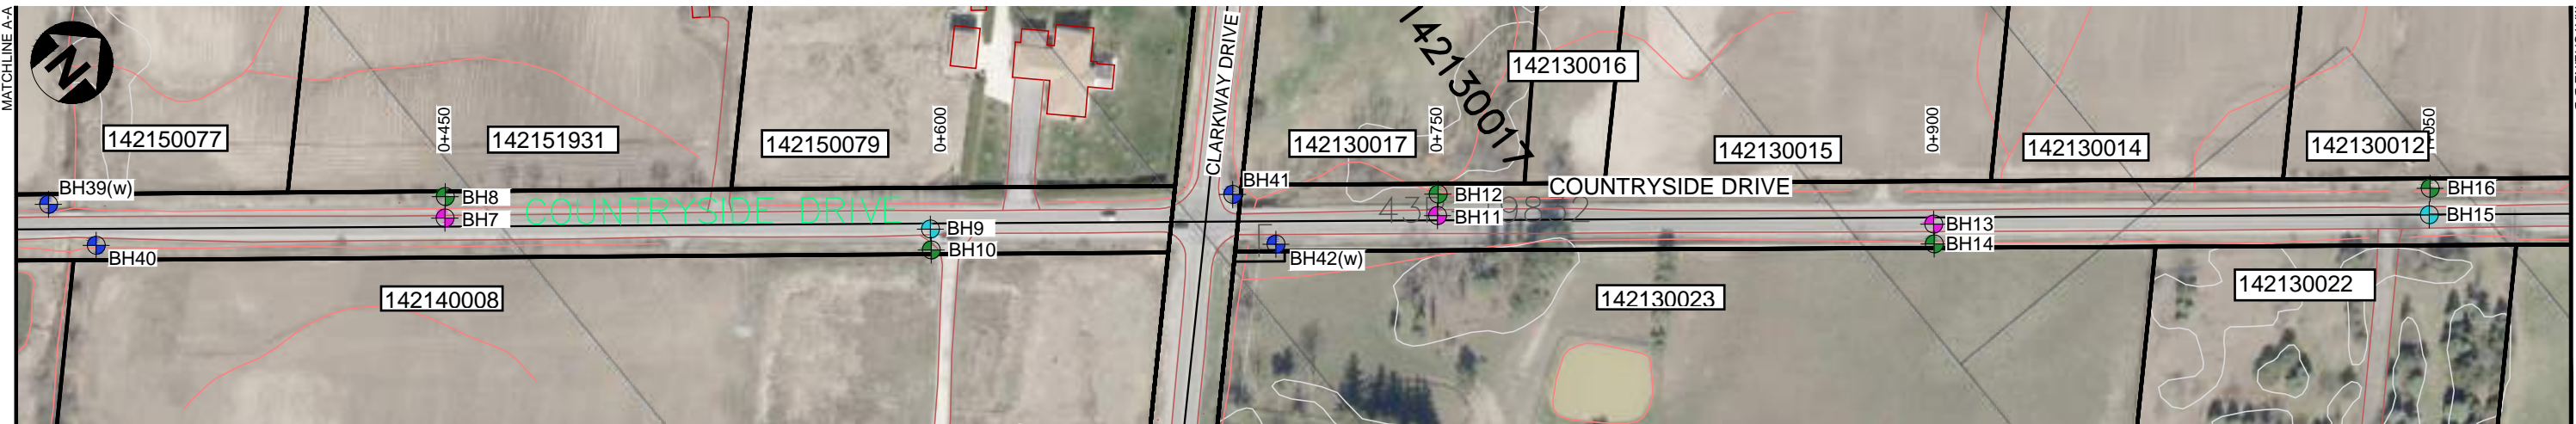 MATCHLINE A-A
N
142150077
0+450
142151931
142150079
0+600
CLARKWAY DRIVE
142130017
0+750
142130017
142130016
142130015
0+900
142130014
142130012
BH39(w)
BH8
BH7
COUNTRYSIDE DRIVE
BH9
BH10
BH40
BH41
BH42(w)
BH12
BH11
COUNTRYSIDE DRIVE
BH13
BH14
BH16
BH15
142140008
142130023
142130022